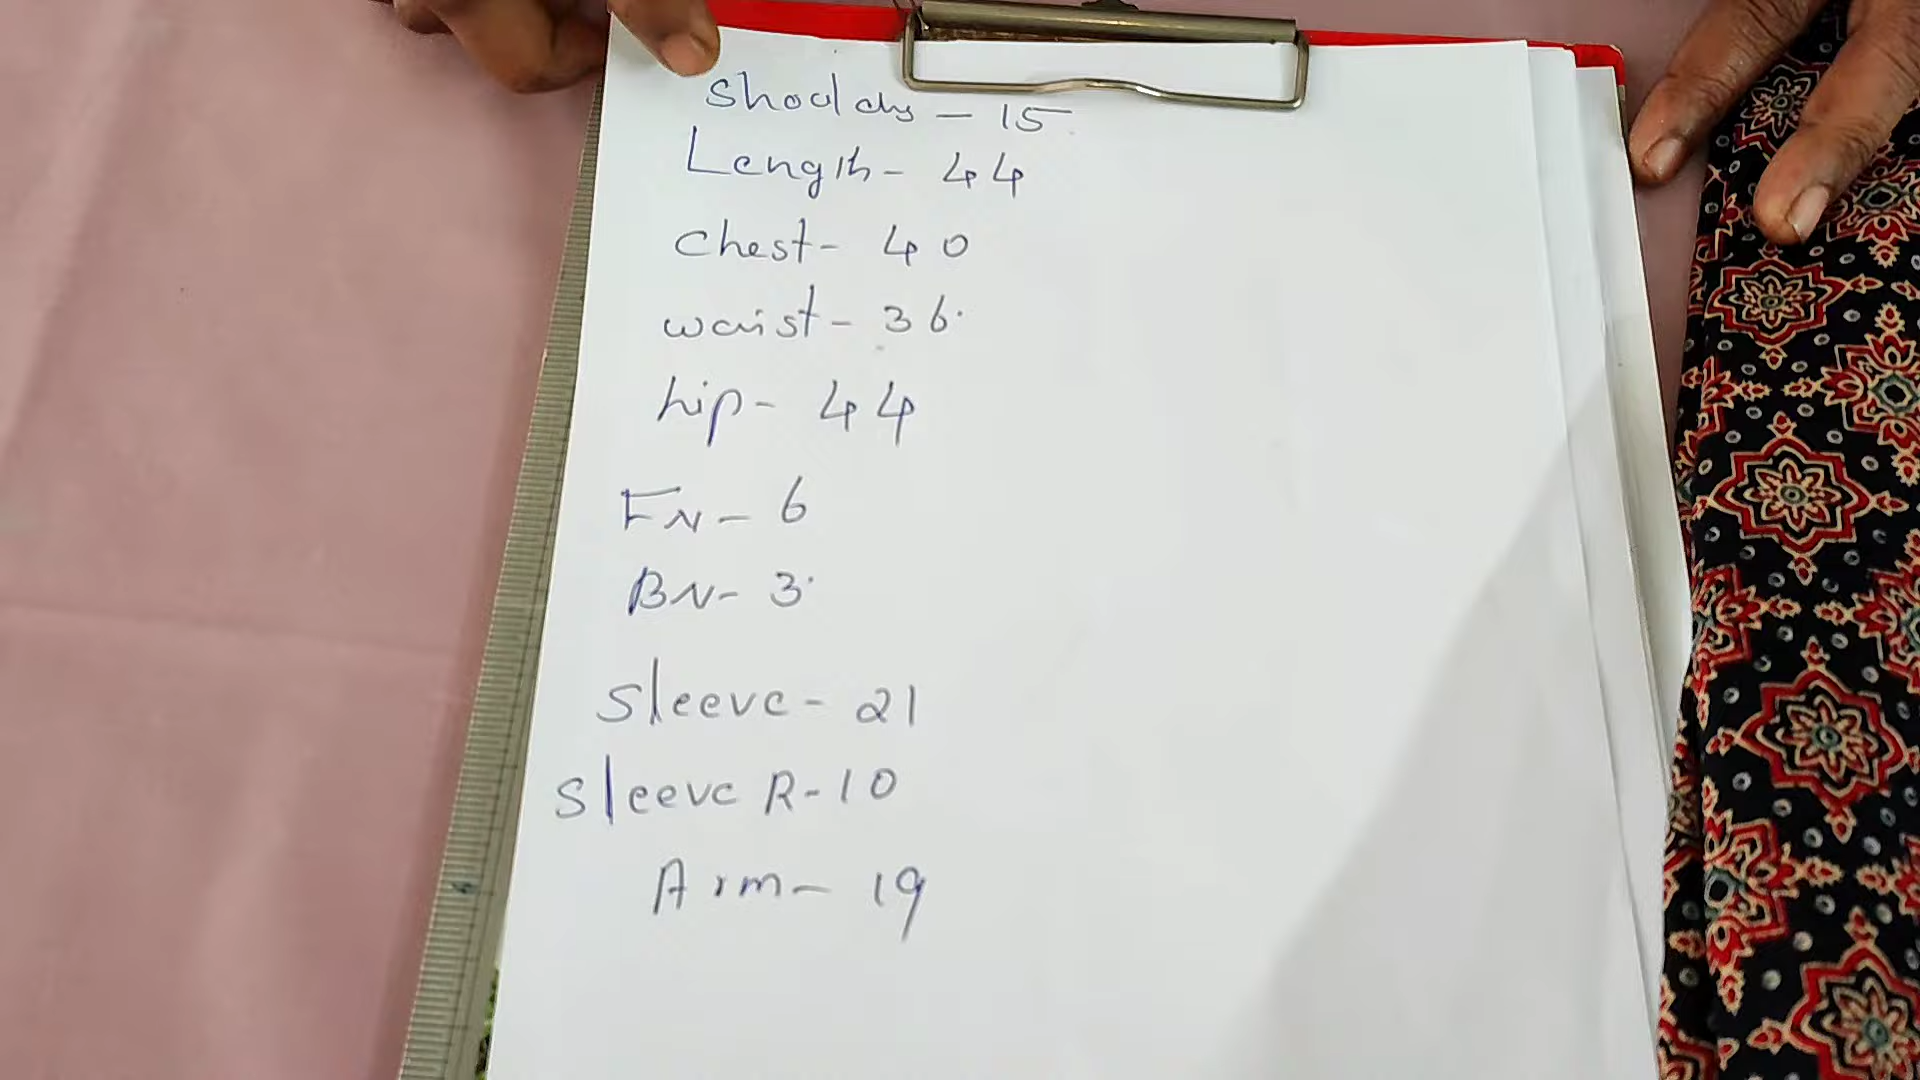 Shoulder – 15
Length – 44
Chest – 40
waist – 36.
hip – 44
FN – 6
BN – 3.
Sleeve – 21
Sleeve R – 10
Arm – 19